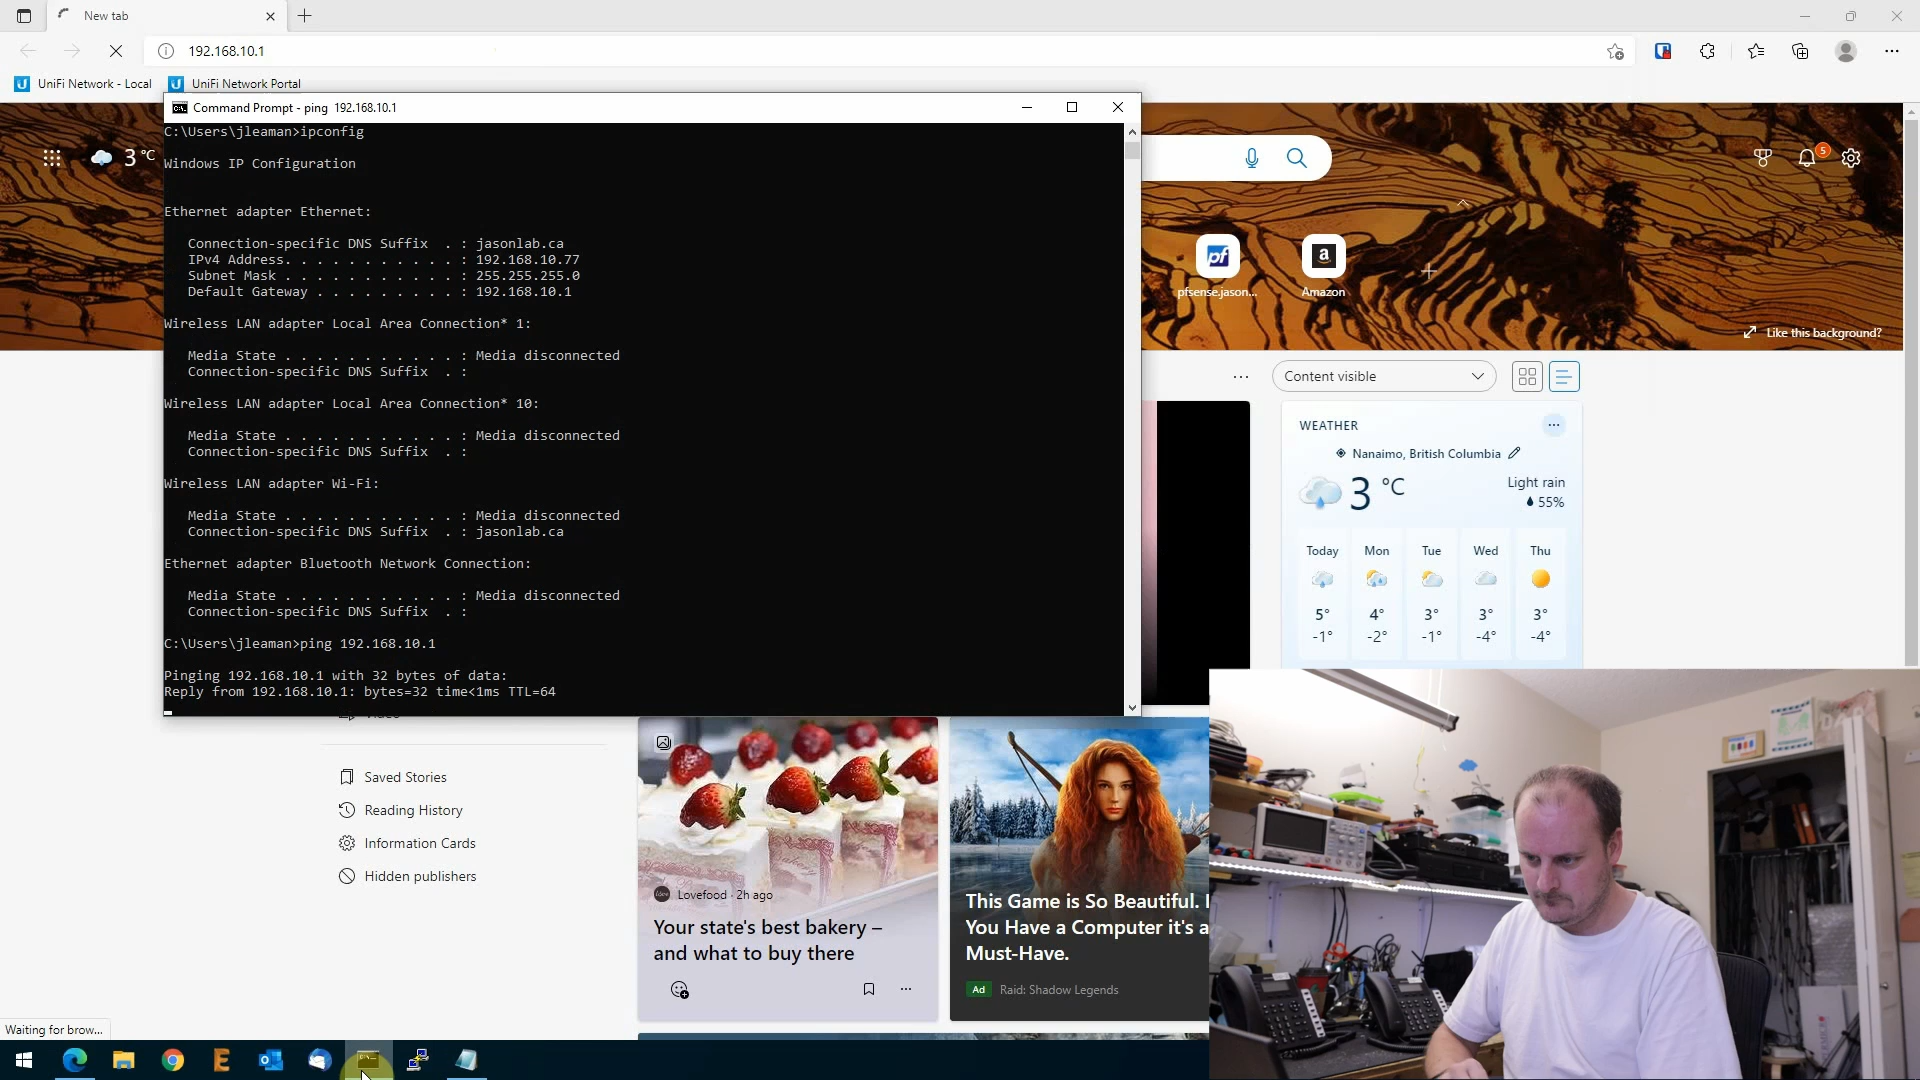 New tab
192.168.10.1
UniFi Network - Local
UniFi Network Portal
Command Prompt - ping 192.168.10.1
C:\Users\jleaman>ipconfig
Windows IP Configuration
Ethernet adapter Ethernet:
Connection-specific DNS Suffix . : jasonlab.ca
IPv4 Address. . . . . . . . . . . : 192.168.10.77
Subnet Mask . . . . . . . . . . . : 255.255.255.0
Default Gateway . . . . . . . . . : 192.168.10.1
Wireless LAN adapter Local Area Connection* 1:
Media State . . . . . . . . . . . : Media disconnected
Connection-specific DNS Suffix . :
Wireless LAN adapter Local Area Connection* 10:
Media State . . . . . . . . . . . : Media disconnected
Connection-specific DNS Suffix . :
Wireless LAN adapter Wi-Fi:
Media State . . . . . . . . . . . : Media disconnected
Connection-specific DNS Suffix . : jasonlab.ca
Ethernet adapter Bluetooth Network Connection:
Media State . . . . . . . . . . . : Media disconnected
Connection-specific DNS Suffix . :
C:\Users\jleaman>ping 192.168.10.1
Pinging 192.168.10.1 with 32 bytes of data:
Reply from 192.168.10.1: bytes=32 time<1ms TTL=64
3 °C
5
pf
pfsense.jason...
a
Amazon
Like this background?
Content visible
WEATHER
Nanaimo, British Columbia
3 °C
Light rain
55%
Today Mon Tue Wed Thu
5° 4° 3° 3° 3°
-1° -2° -1° -4° -4°
Saved Stories
Reading History
Information Cards
Hidden publishers
Lovefood · 2h ago
Your state's best bakery –
and what to buy there
This Game is So Beautiful. I
You Have a Computer it's a
Must-Have.
Ad Raid: Shadow Legends
DAD
Waiting for brow...